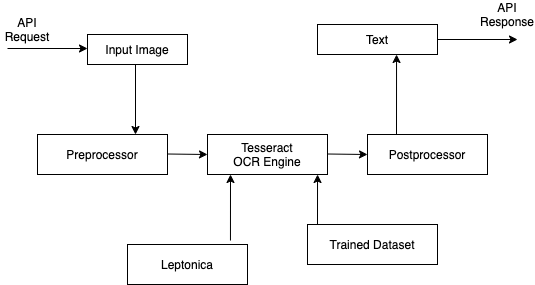 API
Request
Input Image
Text
API
Response
Preprocessor
Tesseract
OCR Engine
Postprocessor
Leptonica
Trained Dataset